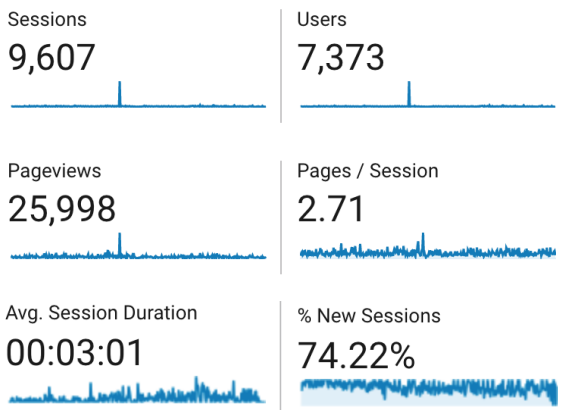 Sessions
9,607
Users
7,373
Pageviews
25,998
Pages / Session
2.71
Avg. Session Duration
00:03:01
% New Sessions
74.22%